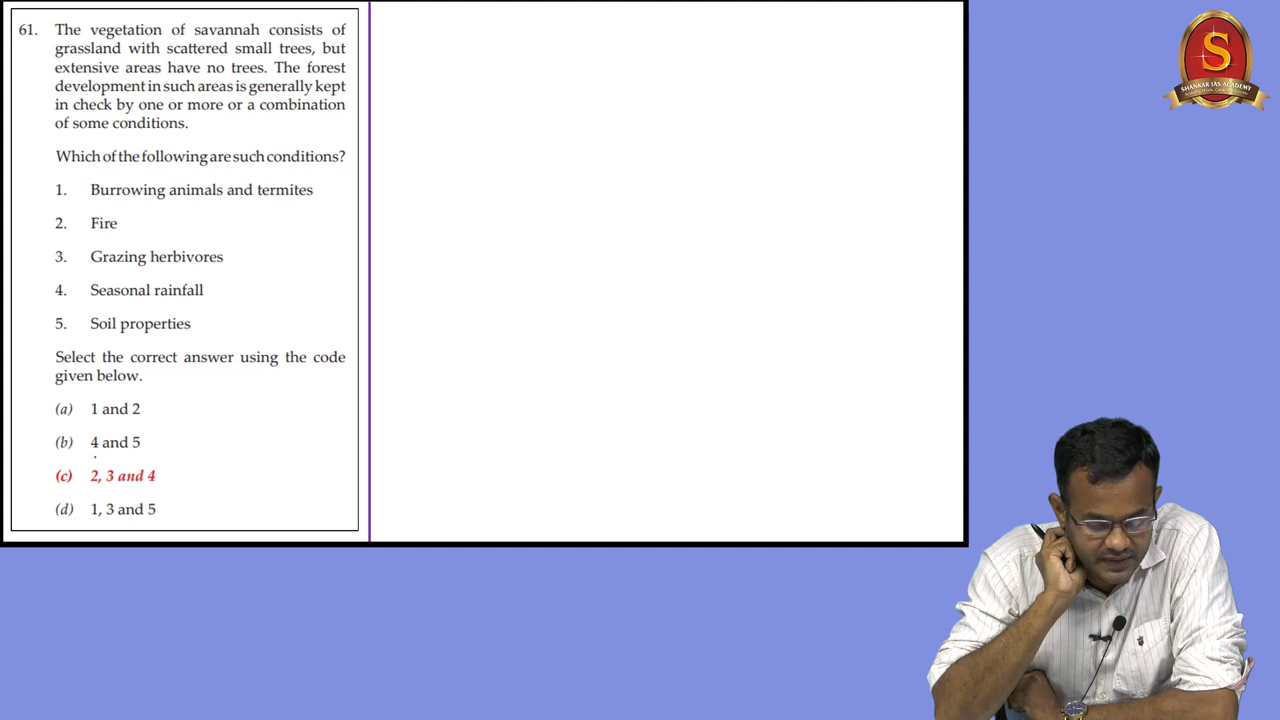 61. The vegetation of savannah consists of
grassland with scattered small trees, but
extensive areas have no trees. The forest
development in such areas is generally kept
in check by one or more or a combination
of some conditions.
Which of the following are such conditions?
1. Burrowing animals and termites
2. Fire
3. Grazing herbivores
4. Seasonal rainfall
5. Soil properties
Select the correct answer using the code
given below.
(a) 1 and 2
(b) 4 and 5
(c) 2, 3 and 4
(d) 1, 3 and 5
S
SHANKAR IAS ACADEMY